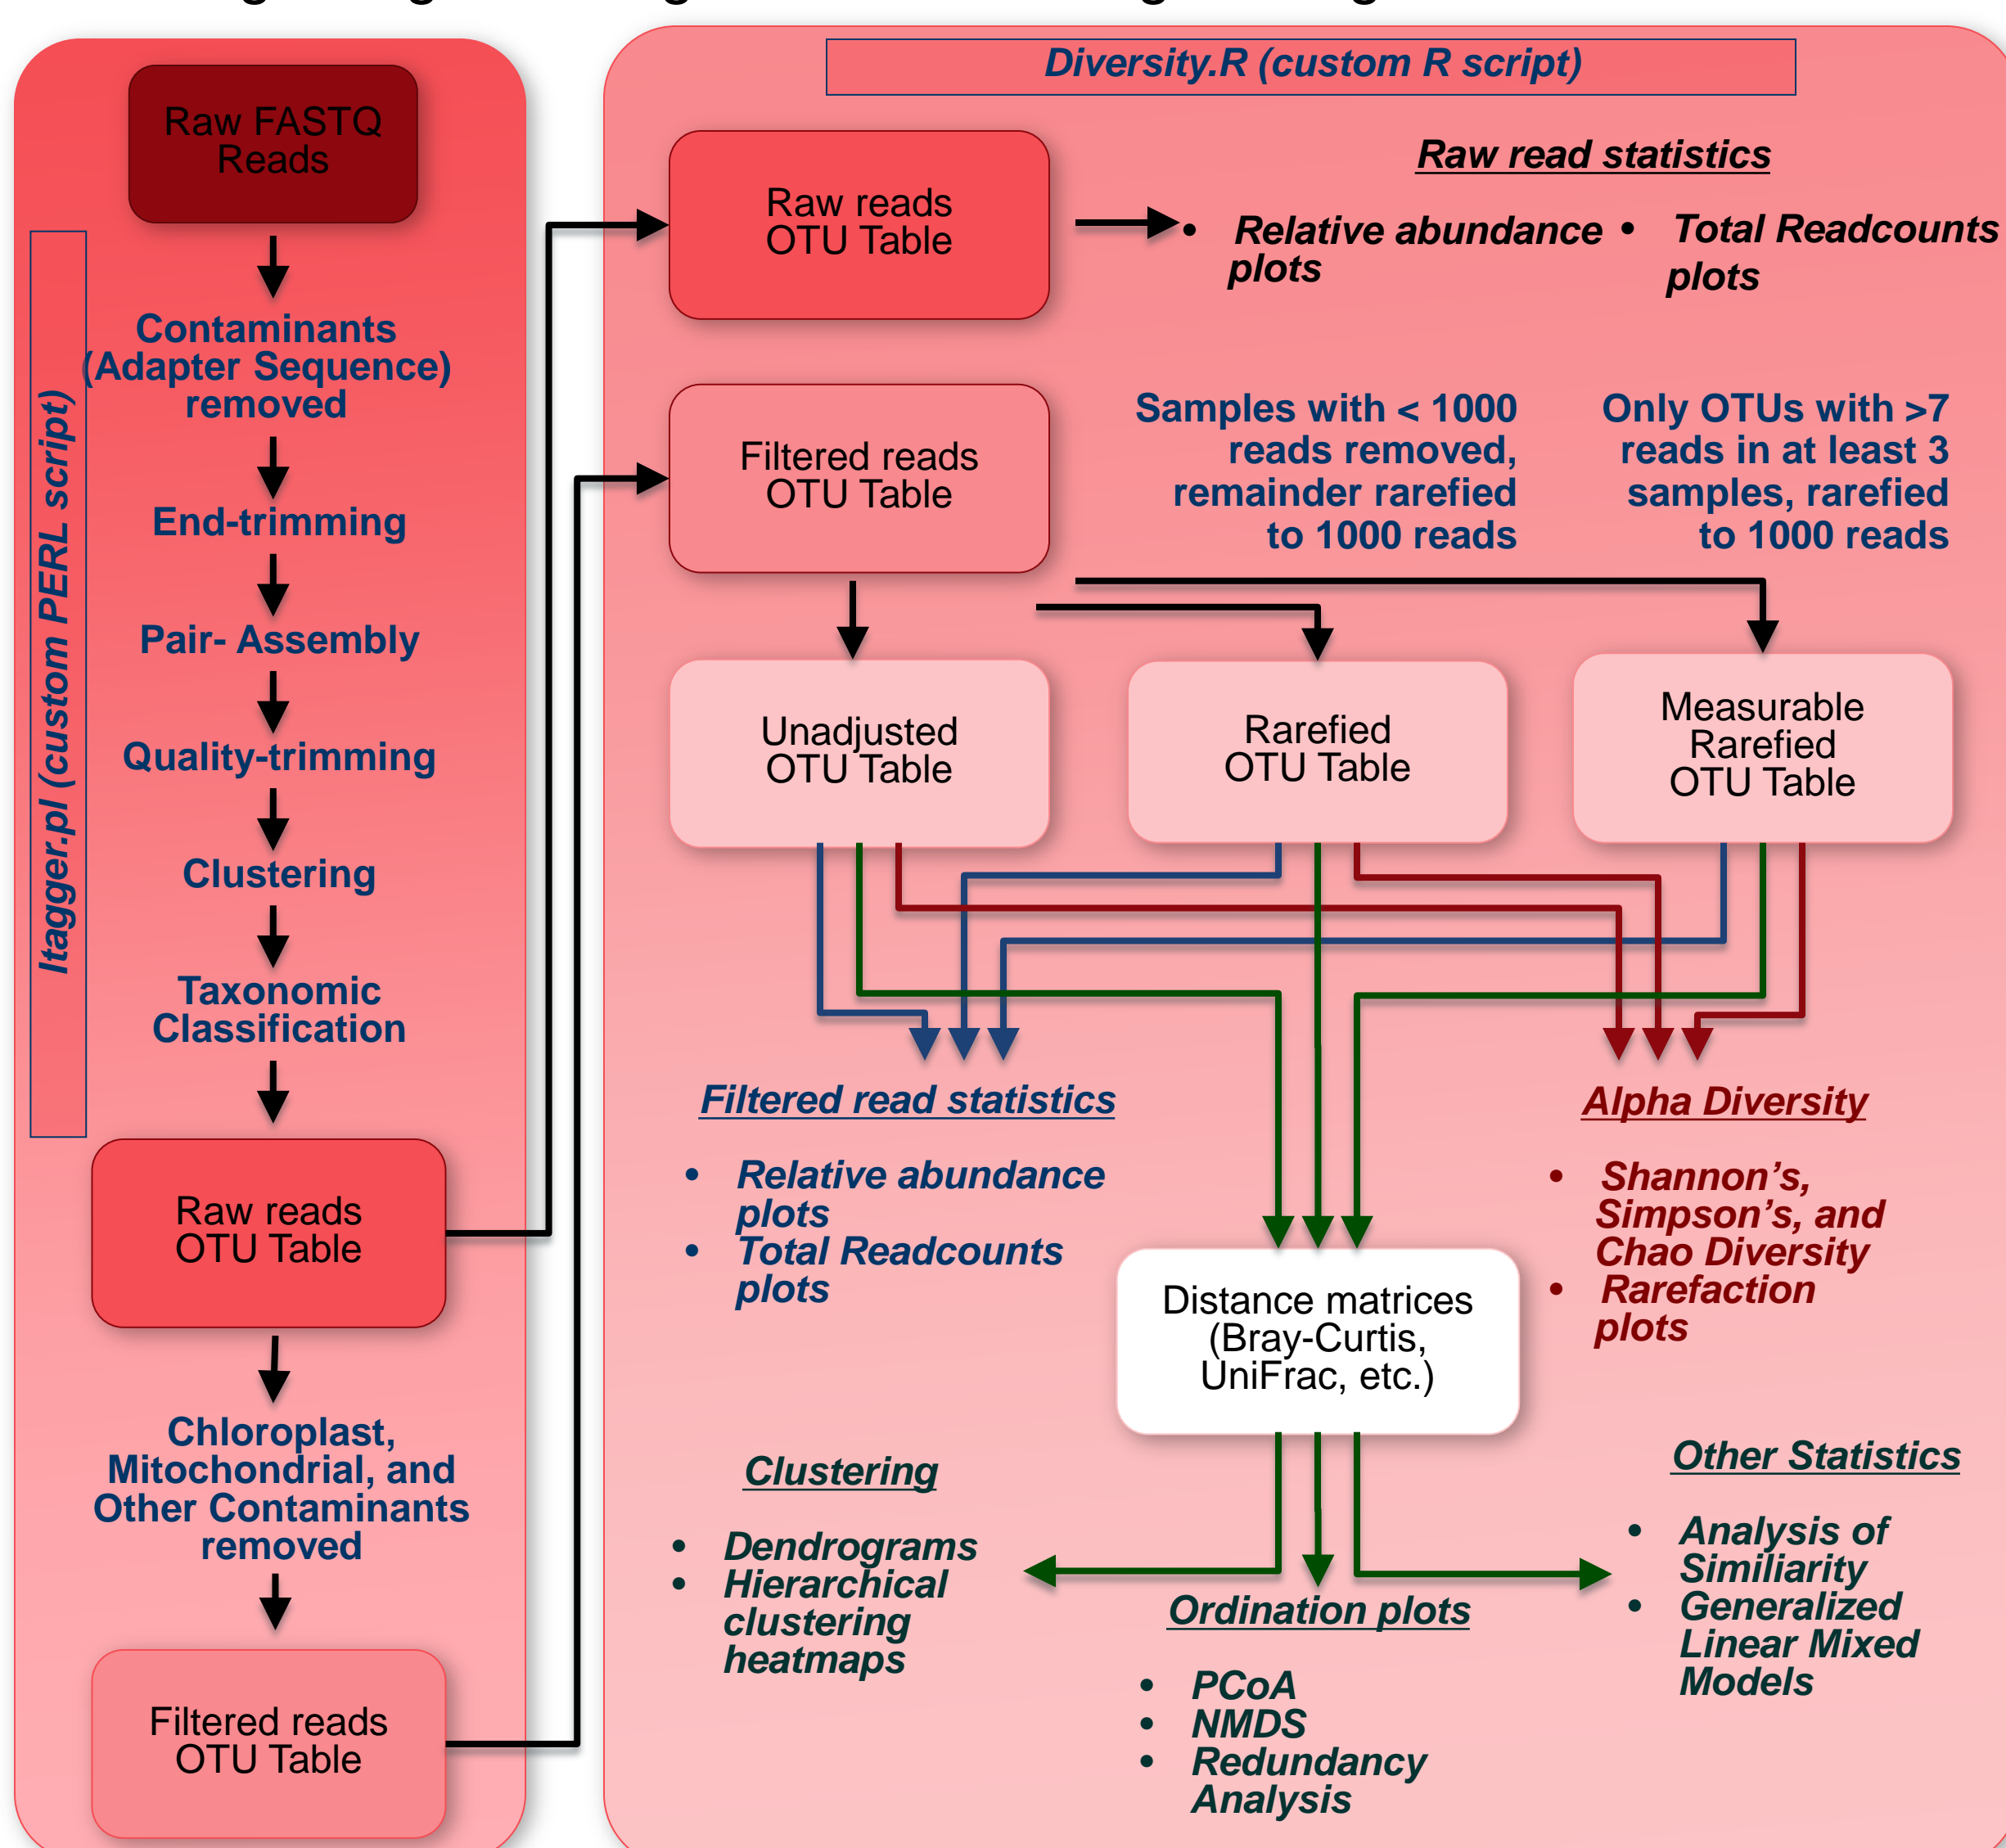 Diversity.R (custom R script)
Raw FASTQ
Reads
Itagger.pl (custom PERL script)
Contaminants
(Adapter Sequence)
removed
End-trimming
Pair- Assembly
Quality-trimming
Clustering
Taxonomic
Classification
Raw reads
OTU Table
Chloroplast,
Mitochondrial, and
Other Contaminants
removed
Filtered reads
OTU Table
Raw reads
OTU Table
Raw read statistics
• Relative abundance
plots
• Total Readcounts
plots
Filtered reads
OTU Table
Samples with < 1000
reads removed,
remainder rarefied
to 1000 reads
Only OTUs with >7
reads in at least 3
samples, rarefied
to 1000 reads
Unadjusted
OTU Table
Rarefied
OTU Table
Measurable
Rarefied
OTU Table
Filtered read statistics
• Relative abundance
plots
• Total Readcounts
plots
Alpha Diversity
• Shannon’s,
Simpson’s, and
Chao Diversity
• Rarefaction
plots
Distance matrices
(Bray-Curtis,
UniFrac, etc.)
Clustering
• Dendrograms
• Hierarchical
clustering
heatmaps
Ordination plots
• PCoA
• NMDS
• Redundancy
Analysis
Other Statistics
• Analysis of
Similiarity
• Generalized
Linear Mixed
Models